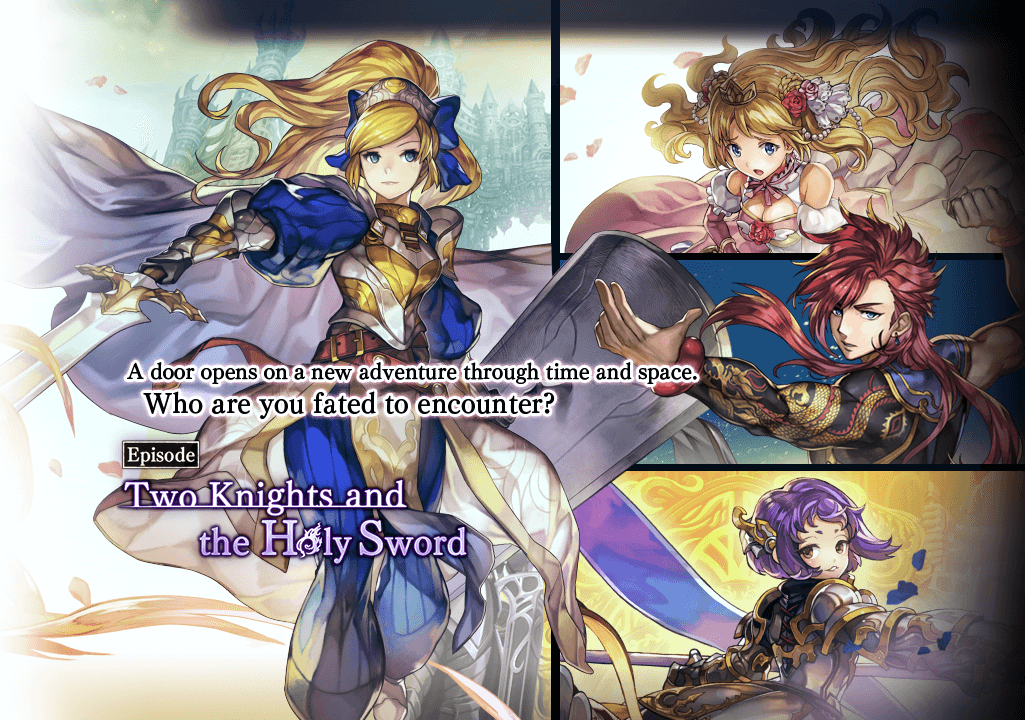 A door opens on a new adventure through time and space.
Who are you fated to encounter?
Episode
Two Knights and
the Holy Sword